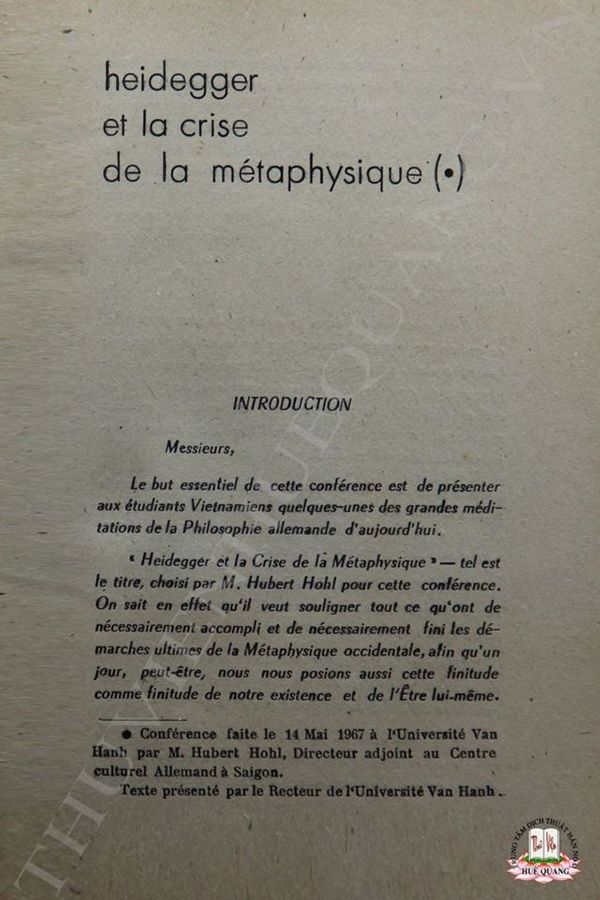 heidegger
et la crise
de la métaphysique (•)
INTRODUCTION
Messieurs,
Le but essentiel de cette conférence est de présenter
aux étudiants Vietnamiens quelques-unes des grandes médi-
tations de la Philosophie allemande d'aujourd'hui.
« Heidegger et la Crise de la Métaphysique » — tel est
le titre, choisi par M. Hubert Hohl pour cette conférence.
On sait en effet qu'il veut souligner tout ce qu'ont de
nécessairement accompli et de nécessairement fini les dé-
marches ultimes de la Métaphysique occidentale, afin qu'un
jour, peut-être, nous nous posions aussi cette finitude
comme finitude de notre existence et de l'Être lui-même.
● Conférence faite le 14 Mai 1967 à l'Université Van
Hanh par M. Hubert Hohl, Directeur adjoint au Centre
culturel Allemand à Saigon.
Texte présenté par le Recteur de l'Université Van Hanh.
TRUNG TÂM DỊCH THUẬT HÁN NÔM
HUỆ QUANG